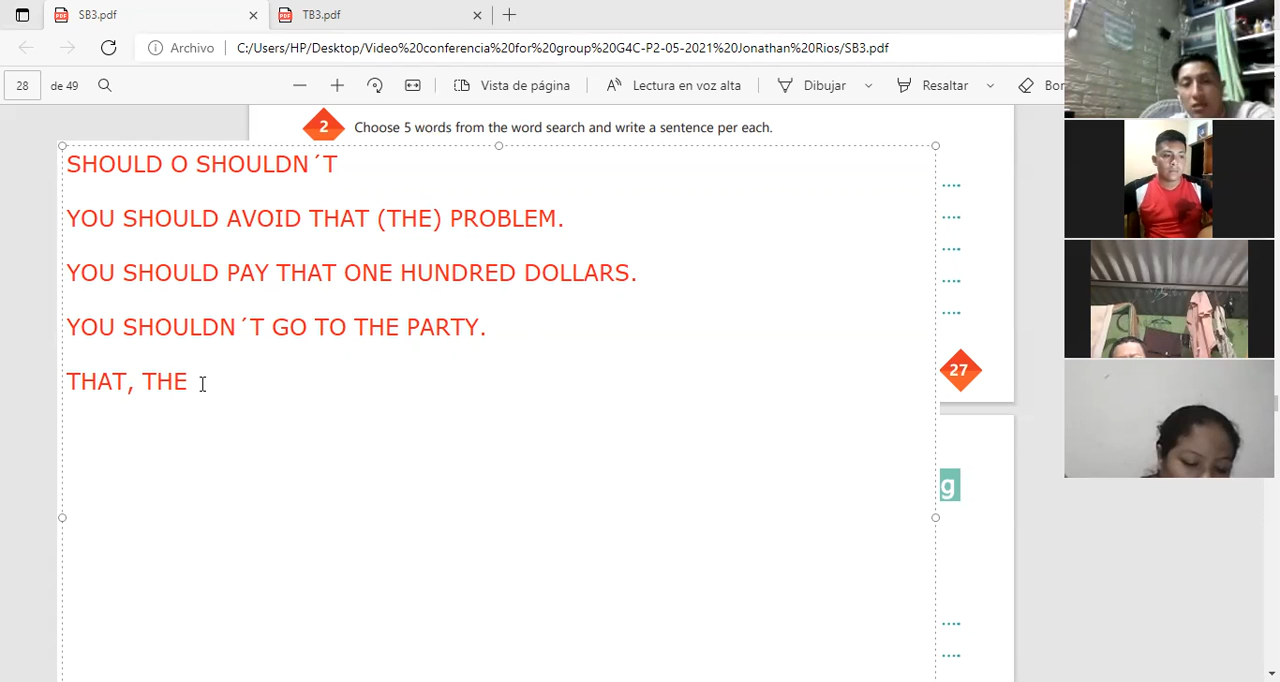 SB3.pdf
TB3.pdf
Archivo
C:/Users/HP/Desktop/Video%20conferencia%20for%20group%20G4C-P2-05-2021%20Jonathan%20Rios/SB3.pdf
28 de 49
Vista de página
Lectura en voz alta
Dibujar
Resaltar
Bor
2 Choose 5 words from the word search and write a sentence per each.
SHOULD O SHOULDN´T
YOU SHOULD AVOID THAT (THE) PROBLEM.
YOU SHOULD PAY THAT ONE HUNDRED DOLLARS.
YOU SHOULDN´T GO TO THE PARTY.
THAT, THE
27
g